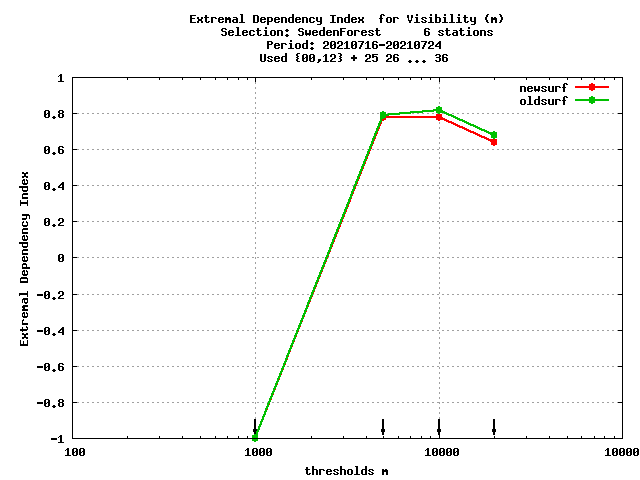 Extremal Dependency Index  for Visibility (m)
Selection: SwedenForest      6 stations
Period: 20210716-20210724
Used {00,12} + 25 26 ... 36
newsurf
oldsurf
1
0.8
0.6
0.4
0.2
0
-0.2
-0.4
-0.6
-0.8
-1
Extremal Dependency Index
100
1000
10000
10000
thresholds m